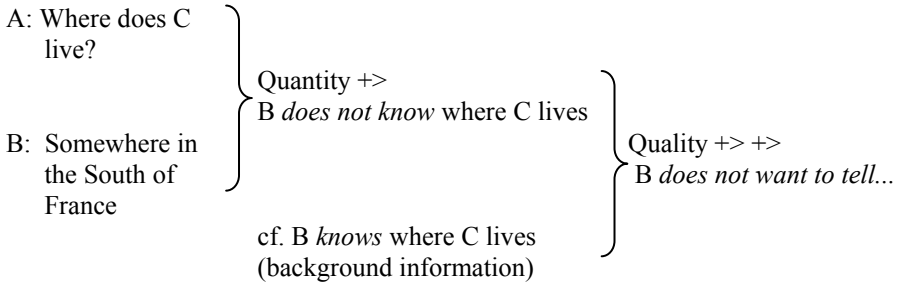 A: Where does C
live?
Quantity +>
B does not know where C lives
B: Somewhere in
the South of
France
Quality +> +>
B does not want to tell...
cf. B knows where C lives
(background information)